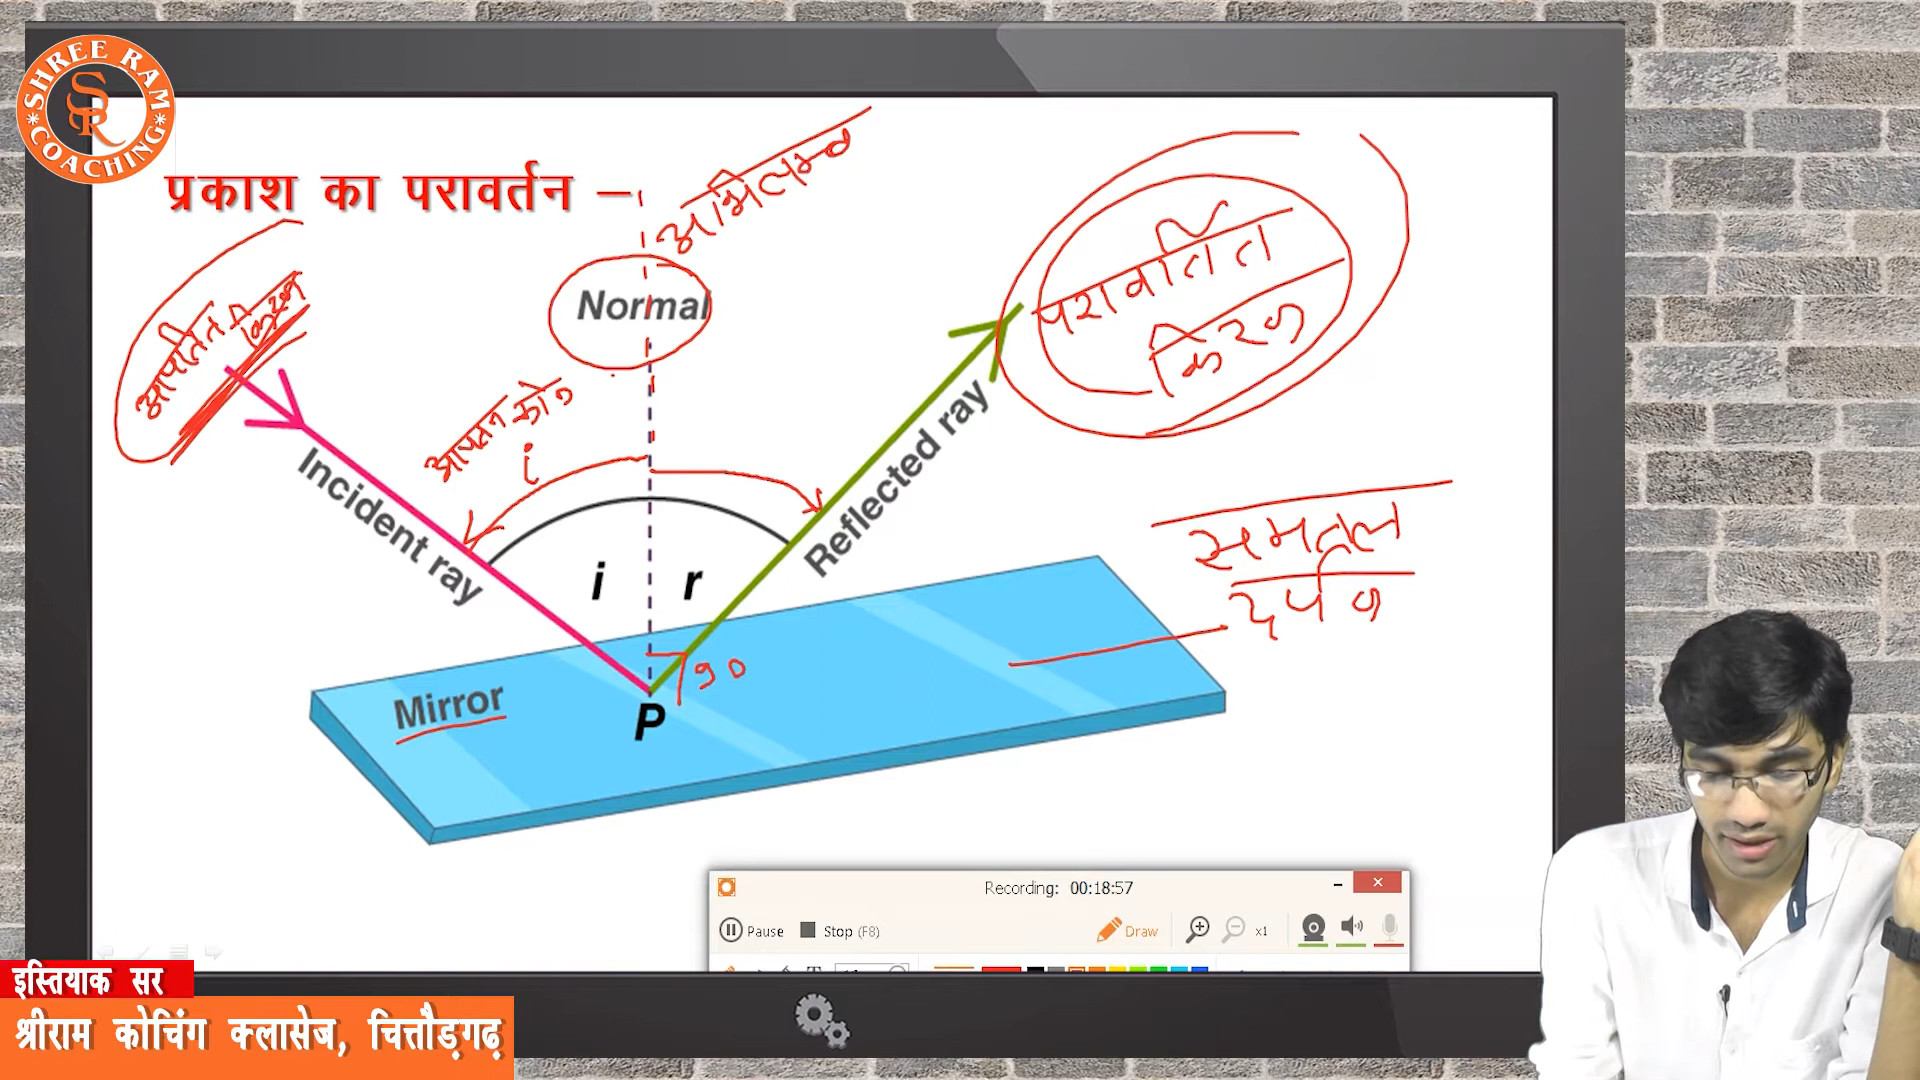 SHREE RAM
SR
COACHING
प्रकाश का परावर्तन –
अभिलम्ब
Normal
आपतित किरण
परावर्तित
किरण
आपतन कोण
i
Incident ray
Reflected ray
i
r
समतल
दर्पण
90
Mirror
P
Recording: 00:18:57
Pause
Stop (F8)
Draw
x1
इस्तियाक सर
श्रीराम कोचिंग क्लासेज, चित्तौड़गढ़